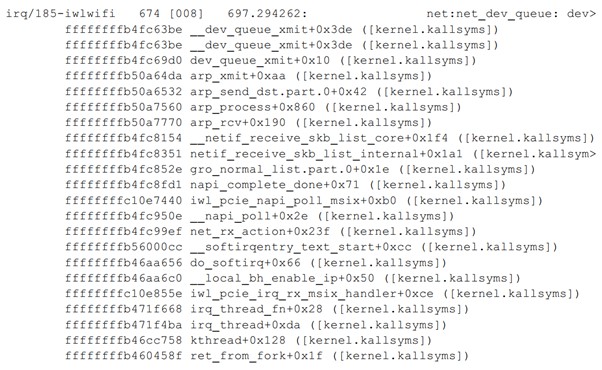 irq/185-iwlwifi   674 [008]   697.294262:                 net:net_dev_queue: dev>
ffffffffb4fc63be __dev_queue_xmit+0x3de ([kernel.kallsyms])
ffffffffb4fc63be __dev_queue_xmit+0x3de ([kernel.kallsyms])
ffffffffb4fc69d0 dev_queue_xmit+0x10 ([kernel.kallsyms])
ffffffffb50a64da arp_xmit+0xaa ([kernel.kallsyms])
ffffffffb50a6532 arp_send_dst.part.0+0x42 ([kernel.kallsyms])
ffffffffb50a7560 arp_process+0x860 ([kernel.kallsyms])
ffffffffb50a7770 arp_rcv+0x190 ([kernel.kallsyms])
ffffffffb4fc8154 __netif_receive_skb_list_core+0x1f4 ([kernel.kallsyms])
ffffffffb4fc8351 netif_receive_skb_list_internal+0x1a1 ([kernel.kallsym>
ffffffffb4fc852e gro_normal_list.part.0+0x1e ([kernel.kallsyms])
ffffffffb4fc8fd1 napi_complete_done+0x71 ([kernel.kallsyms])
ffffffffc10e7440 iwl_pcie_napi_poll_msix+0xb0 ([kernel.kallsyms])
ffffffffb4fc950e __napi_poll+0x2e ([kernel.kallsyms])
ffffffffb4fc99ef net_rx_action+0x23f ([kernel.kallsyms])
ffffffffb56000cc __softirqentry_text_start+0xcc ([kernel.kallsyms])
ffffffffb46aa656 do_softirq+0x66 ([kernel.kallsyms])
ffffffffb46aa6c0 __local_bh_enable_ip+0x50 ([kernel.kallsyms])
ffffffffc10e855e iwl_pcie_irq_rx_msix_handler+0xce ([kernel.kallsyms])
ffffffffb471f668 irq_thread_fn+0x28 ([kernel.kallsyms])
ffffffffb471f4ba irq_thread+0xda ([kernel.kallsyms])
ffffffffb46cc758 kthread+0x128 ([kernel.kallsyms])
ffffffffb460458f ret_from_fork+0x1f ([kernel.kallsyms])